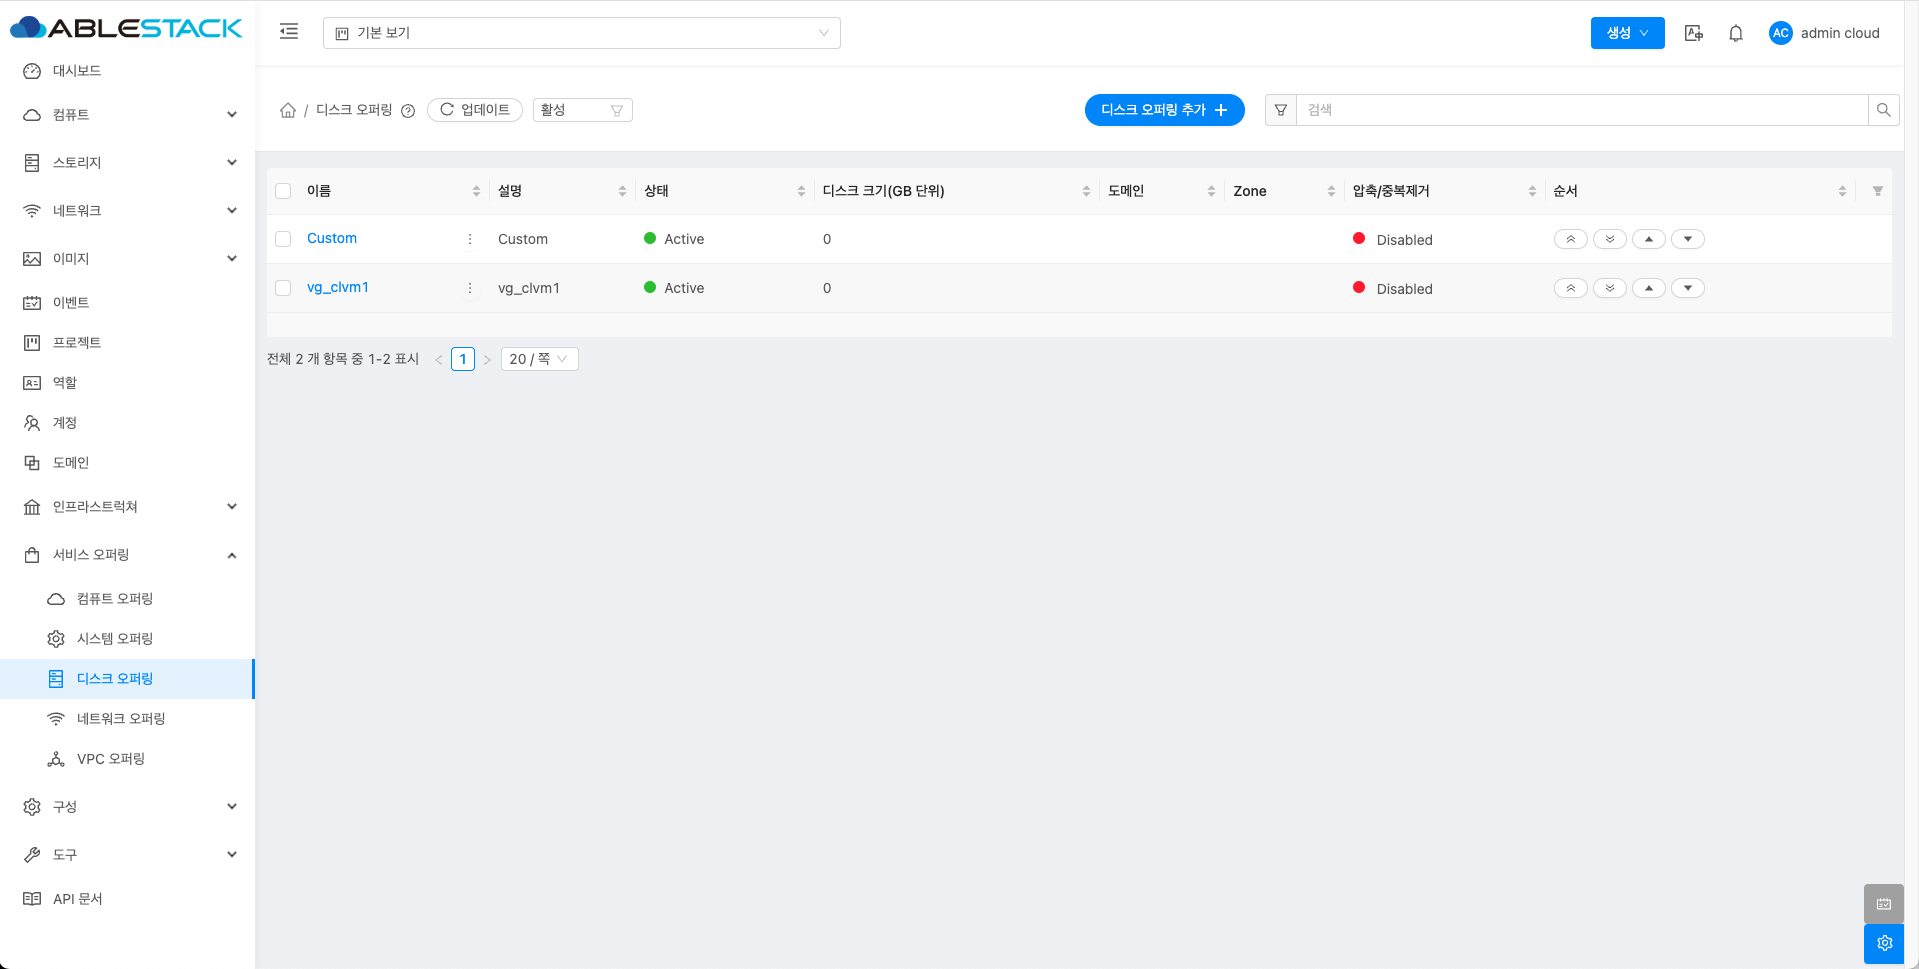 ABLESTACK
기본 보기
생성
AC
admin cloud
대시보드
컴퓨트
스토리지
네트워크
이미지
이벤트
프로젝트
역할
계정
도메인
인프라스트럭쳐
서비스 오퍼링
컴퓨트 오퍼링
시스템 오퍼링
디스크 오퍼링
네트워크 오퍼링
VPC 오퍼링
구성
도구
API 문서
/ 디스크 오퍼링
업데이트
활성
디스크 오퍼링 추가 +
검색
이름 설명 상태 디스크 크기(GB 단위) 도메인 Zone 압축/중복제거 순서
Custom Custom Active 0 Disabled
vg_clvm1 vg_clvm1 Active 0 Disabled
전체 2 개 항목 중 1-2 표시 < 1 > 20 / 쪽